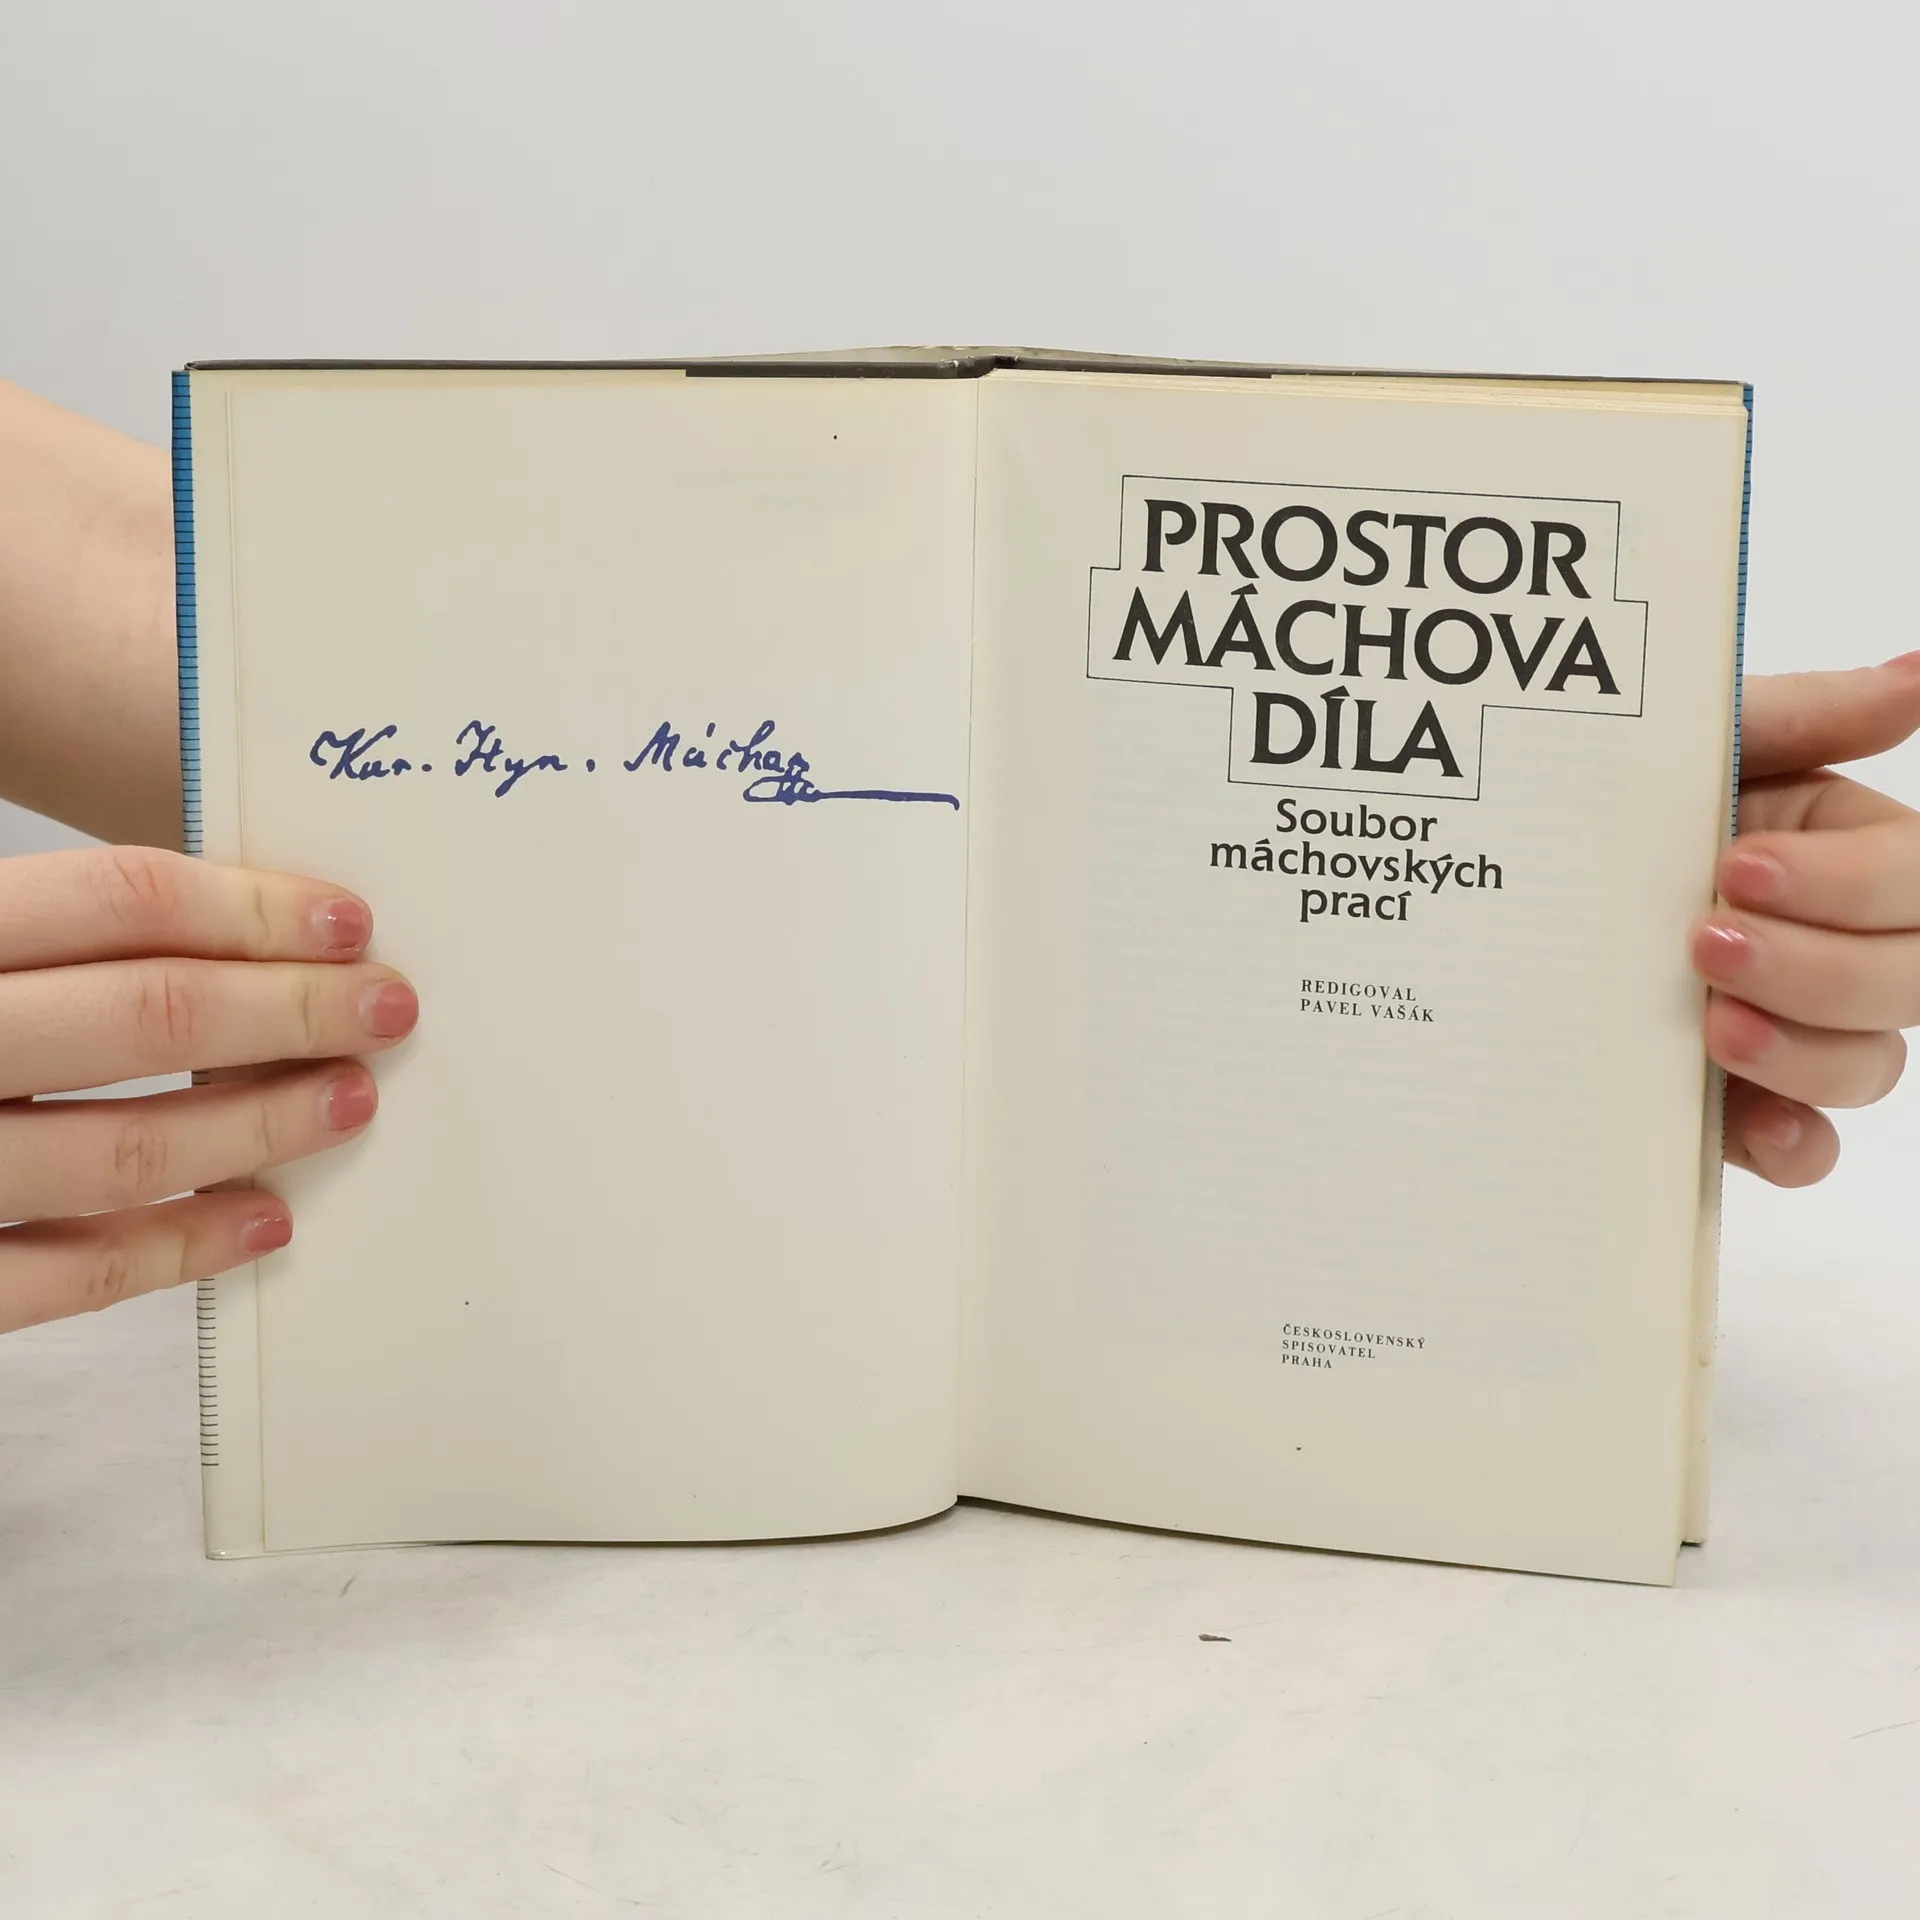 Kar. Hyn. Mácha
PROSTOR
MÁCHOVA
DÍLA
Soubor
máchovských
prací
REDIGOVAL
PAVEL VAŠÁK
ČESKOSLOVENSKÝ
SPISOVATEL
PRAHA